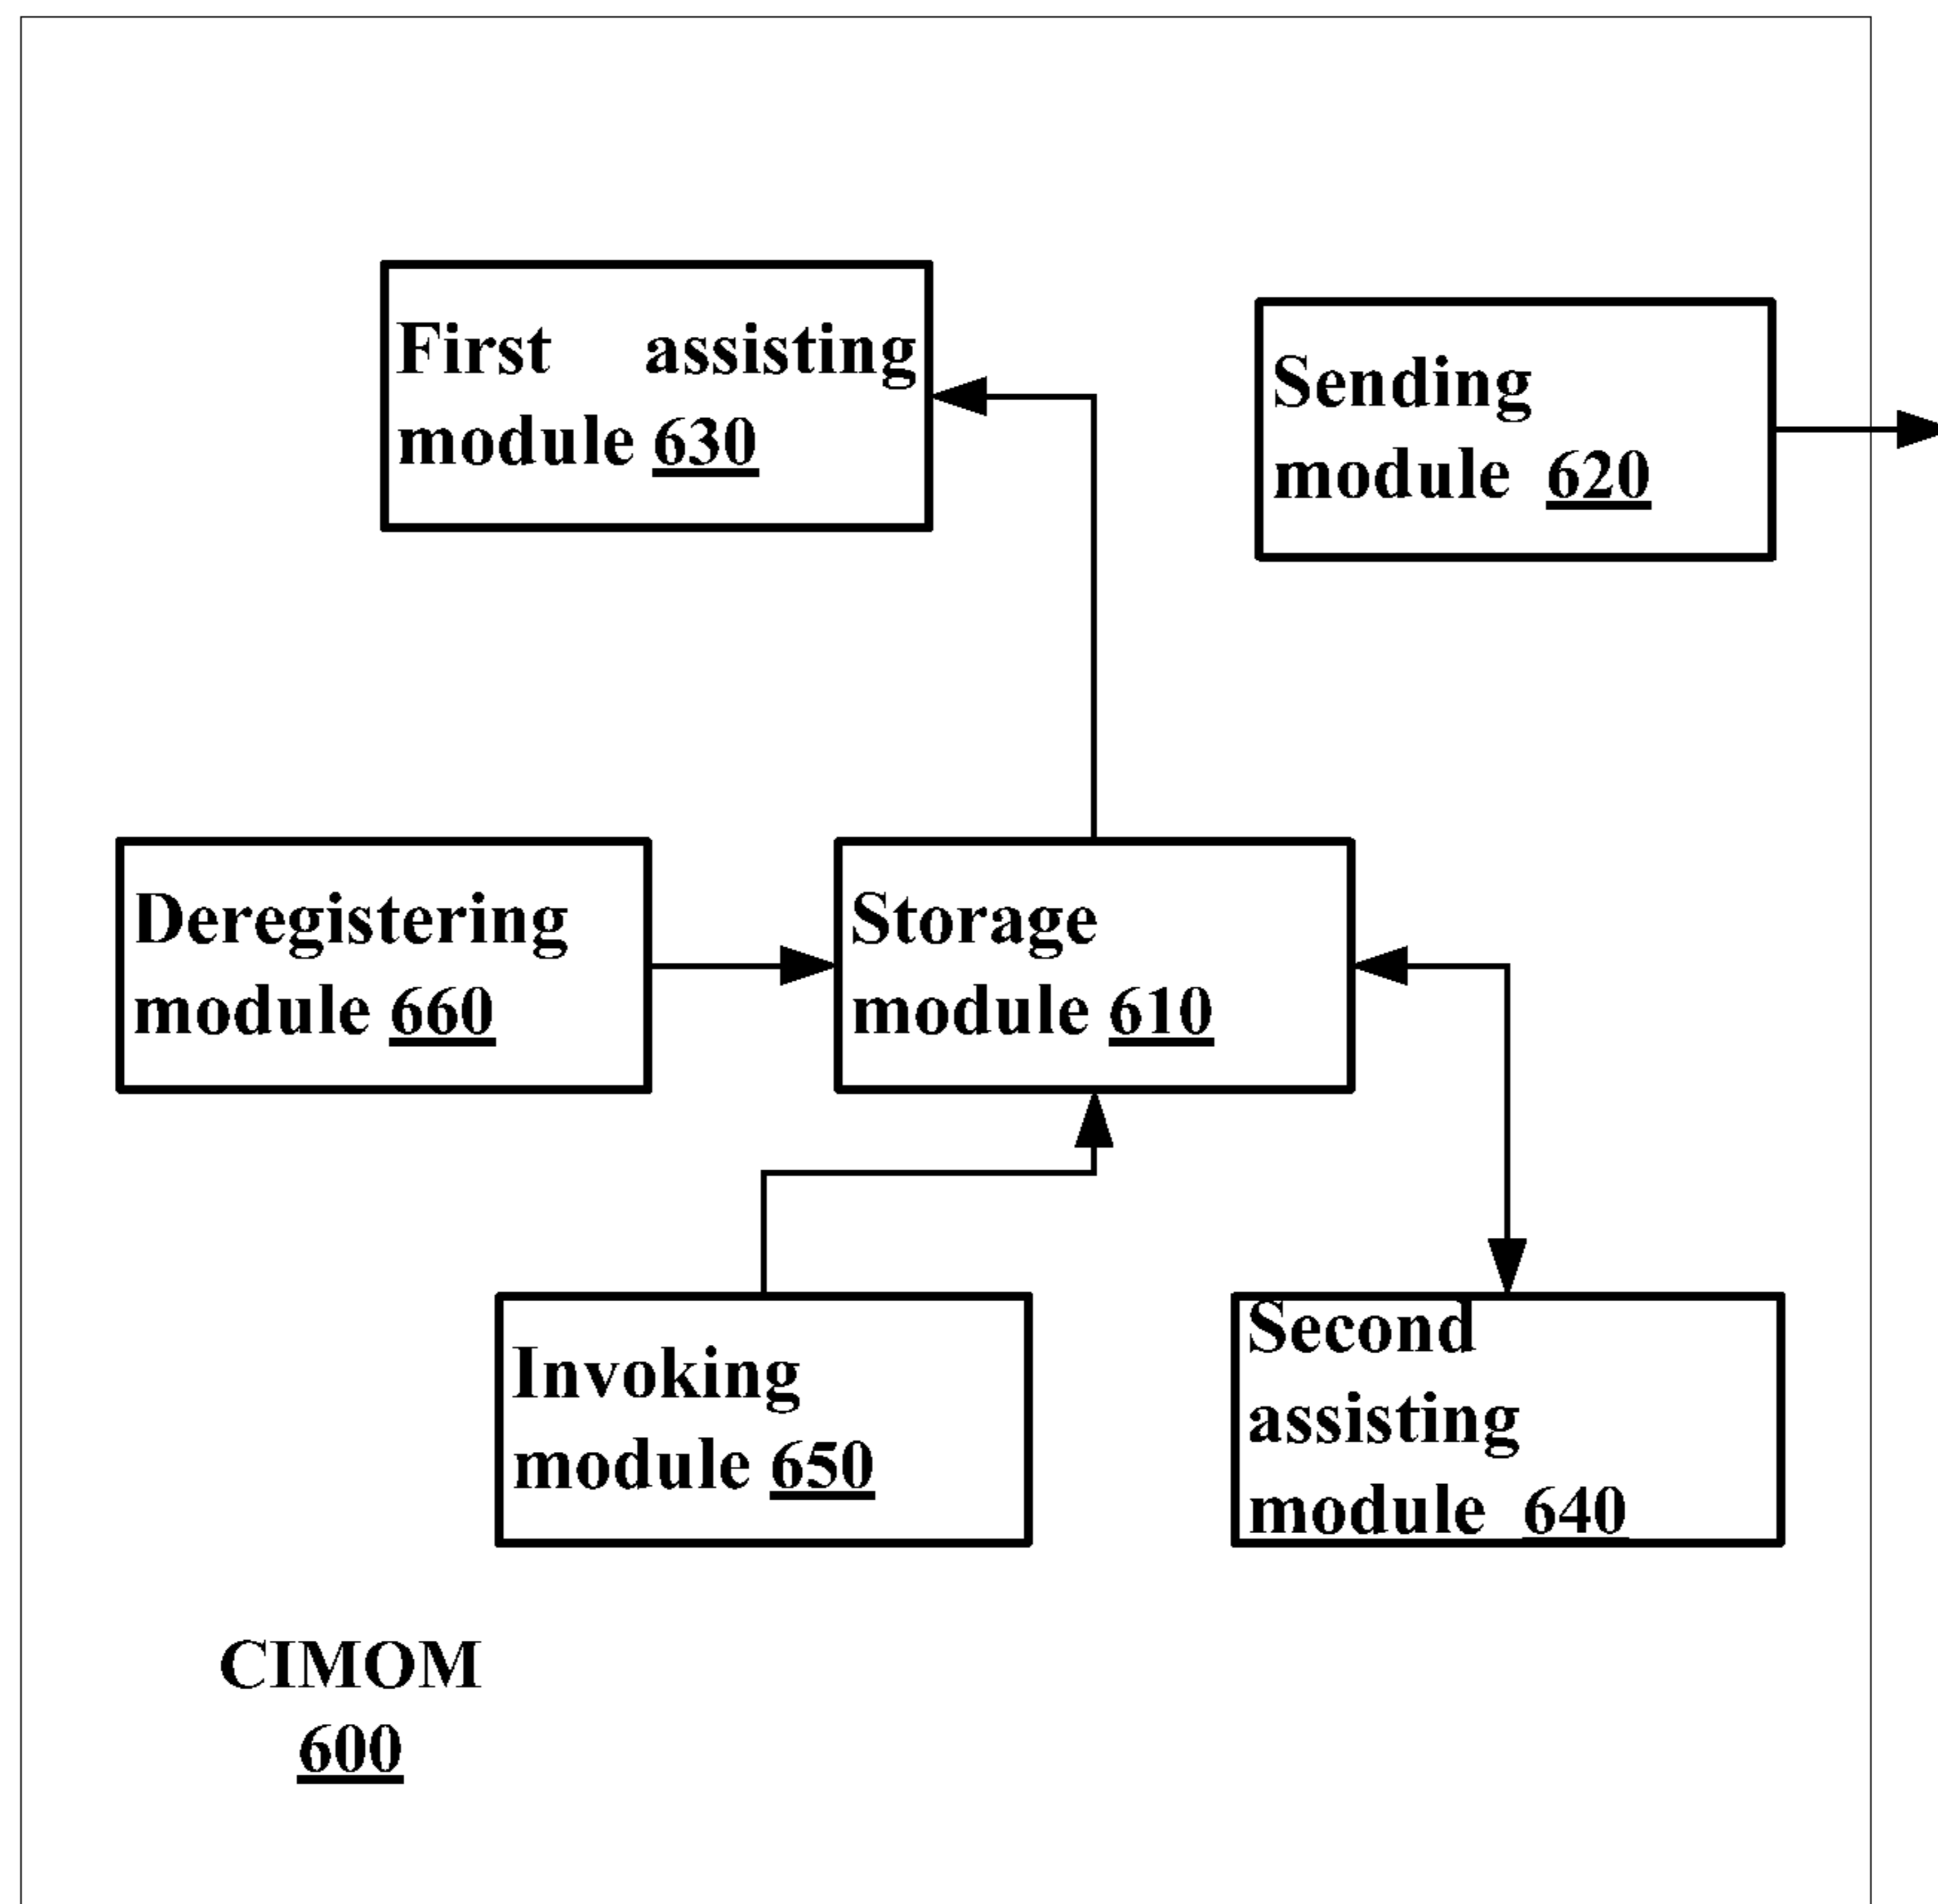 First assisting
module 630
Sending
module 620
Deregistering
module 660
Storage
module 610
Invoking
module 650
Second
assisting
module 640
CIMOM
600